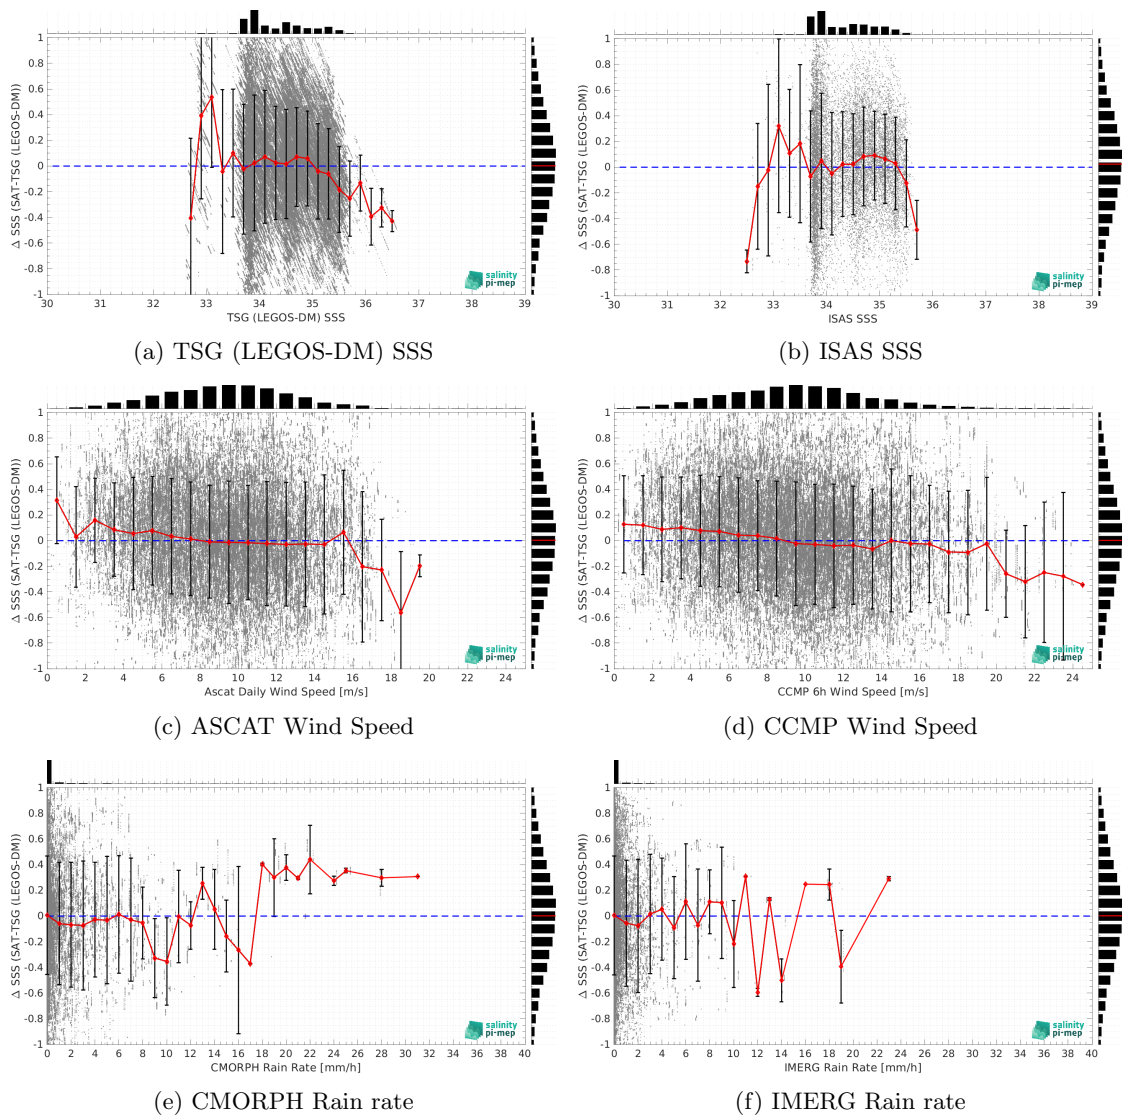 1
0.8
0.6
0.4
0.2
0
-0.2
-0.4
-0.6
-0.8
-1
Δ SSS (SAT-TSG (LEGOS-DM))
30 31 32 33 34 35 36 37 38 39
TSG (LEGOS-DM) SSS
salinity
pi-mep
(a) TSG (LEGOS-DM) SSS
1
0.8
0.6
0.4
0.2
0
-0.2
-0.4
-0.6
-0.8
-1
Δ SSS (SAT-TSG (LEGOS-DM))
30 31 32 33 34 35 36 37 38 39
ISAS SSS
salinity
pi-mep
(b) ISAS SSS
1
0.8
0.6
0.4
0.2
0
-0.2
-0.4
-0.6
-0.8
-1
Δ SSS (SAT-TSG (LEGOS-DM))
0 2 4 6 8 10 12 14 16 18 20 22 24
Ascat Daily Wind Speed [m/s]
salinity
pi-mep
(c) ASCAT Wind Speed
1
0.8
0.6
0.4
0.2
0
-0.2
-0.4
-0.6
-0.8
-1
Δ SSS (SAT-TSG (LEGOS-DM))
0 2 4 6 8 10 12 14 16 18 20 22 24
CCMP 6h Wind Speed [m/s]
salinity
pi-mep
(d) CCMP Wind Speed
1
0.8
0.6
0.4
0.2
0
-0.2
-0.4
-0.6
-0.8
-1
Δ SSS (SAT-TSG (LEGOS-DM))
0 2 4 6 8 10 12 14 16 18 20 22 24 26 28 30 32 34 36 38 40
CMORPH Rain Rate [mm/h]
salinity
pi-mep
(e) CMORPH Rain rate
1
0.8
0.6
0.4
0.2
0
-0.2
-0.4
-0.6
-0.8
-1
Δ SSS (SAT-TSG (LEGOS-DM))
0 2 4 6 8 10 12 14 16 18 20 22 24 26 28 30 32 34 36 38 40
IMERG Rain Rate [mm/h]
salinity
pi-mep
(f) IMERG Rain rate